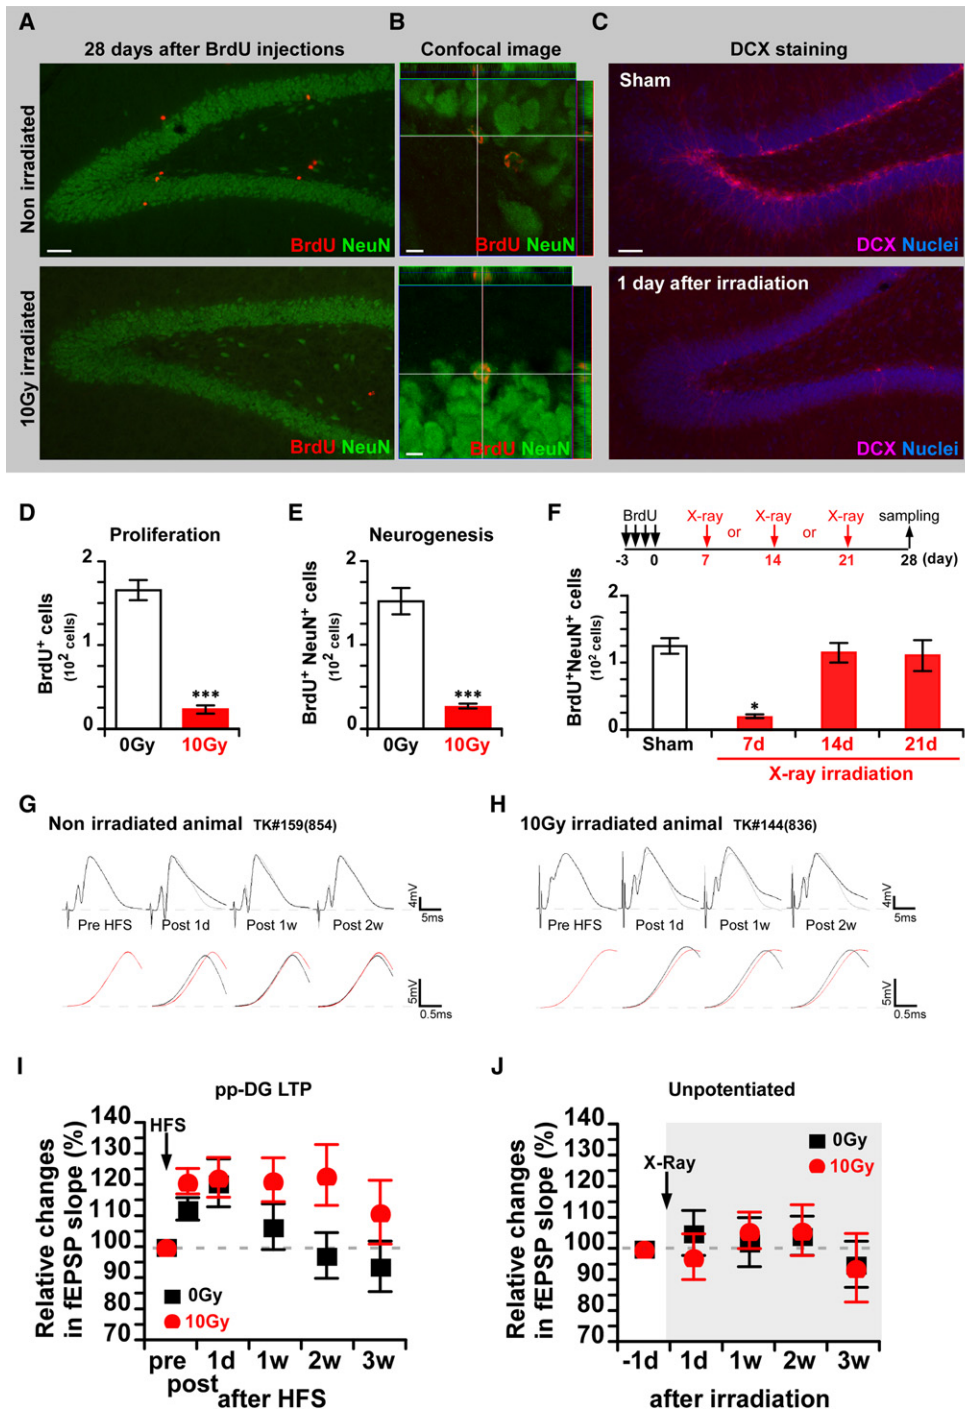 A
28 days after BrdU injections
Non irradiated
BrdU NeuN
10Gy irradiated
BrdU NeuN
B
Confocal image
BrdU NeuN
BrdU NeuN
C
DCX staining
Sham
DCX Nuclei
1 day after irradiation
DCX Nuclei
D
Proliferation
BrdU+ cells
(10² cells)
2
1
0
0Gy 10Gy
***
E
Neurogenesis
BrdU+ NeuN+ cells
(10² cells)
2
1
0
0Gy 10Gy
***
F
BrdU X-ray or X-ray or X-ray sampling
-3 0 7 14 21 28 (day)
BrdU+NeuN+ cells
(10² cells)
2
1
0
*
Sham 7d 14d 21d
X-ray irradiation
G
Non irradiated animal TK#159(854)
Pre HFS Post 1d Post 1w Post 2w
4mV
5ms
5mV
0.5ms
H
10Gy irradiated animal TK#144(836)
Pre HFS Post 1d Post 1w Post 2w
4mV
5ms
5mV
0.5ms
I
pp-DG LTP
Relative changes
in fEPSP slope (%)
140
130
120
110
100
90
80
70
HFS
0Gy
10Gy
pre post 1d 1w 2w 3w
after HFS
J
Unpotentiated
Relative changes
in fEPSP slope (%)
140
130
120
110
100
90
80
70
X-Ray
0Gy
10Gy
-1d 1d 1w 2w 3w
after irradiation